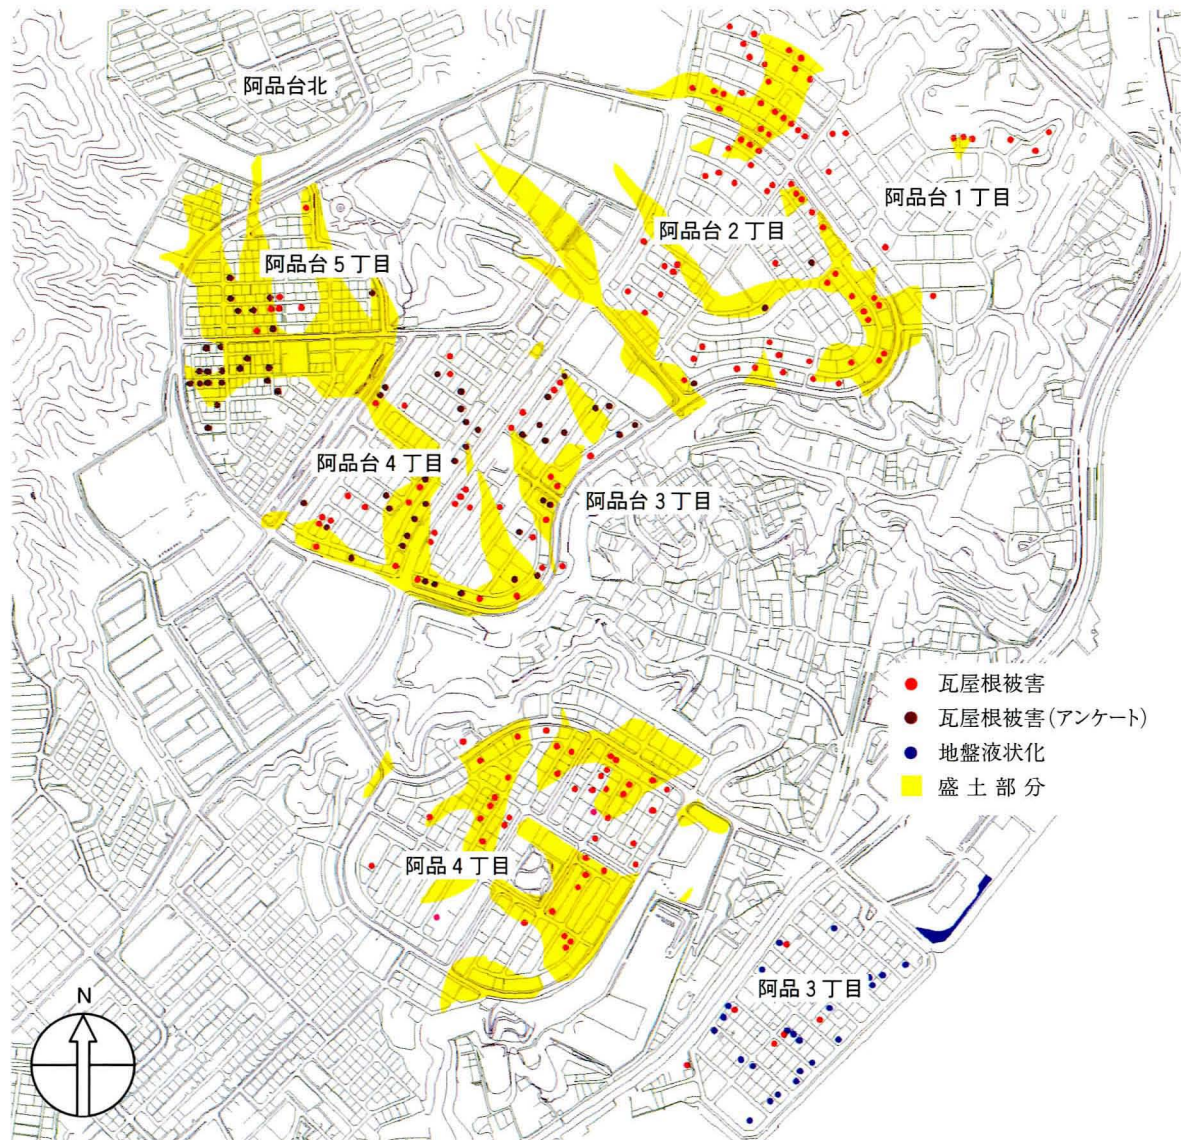 阿品台北
阿品台1丁目
阿品台2丁目
阿品台5丁目
阿品台4丁目
阿品台3丁目
瓦屋根被害
瓦屋根被害(アンケート)
地盤液状化
盛土部分
阿品4丁目
阿品3丁目
N